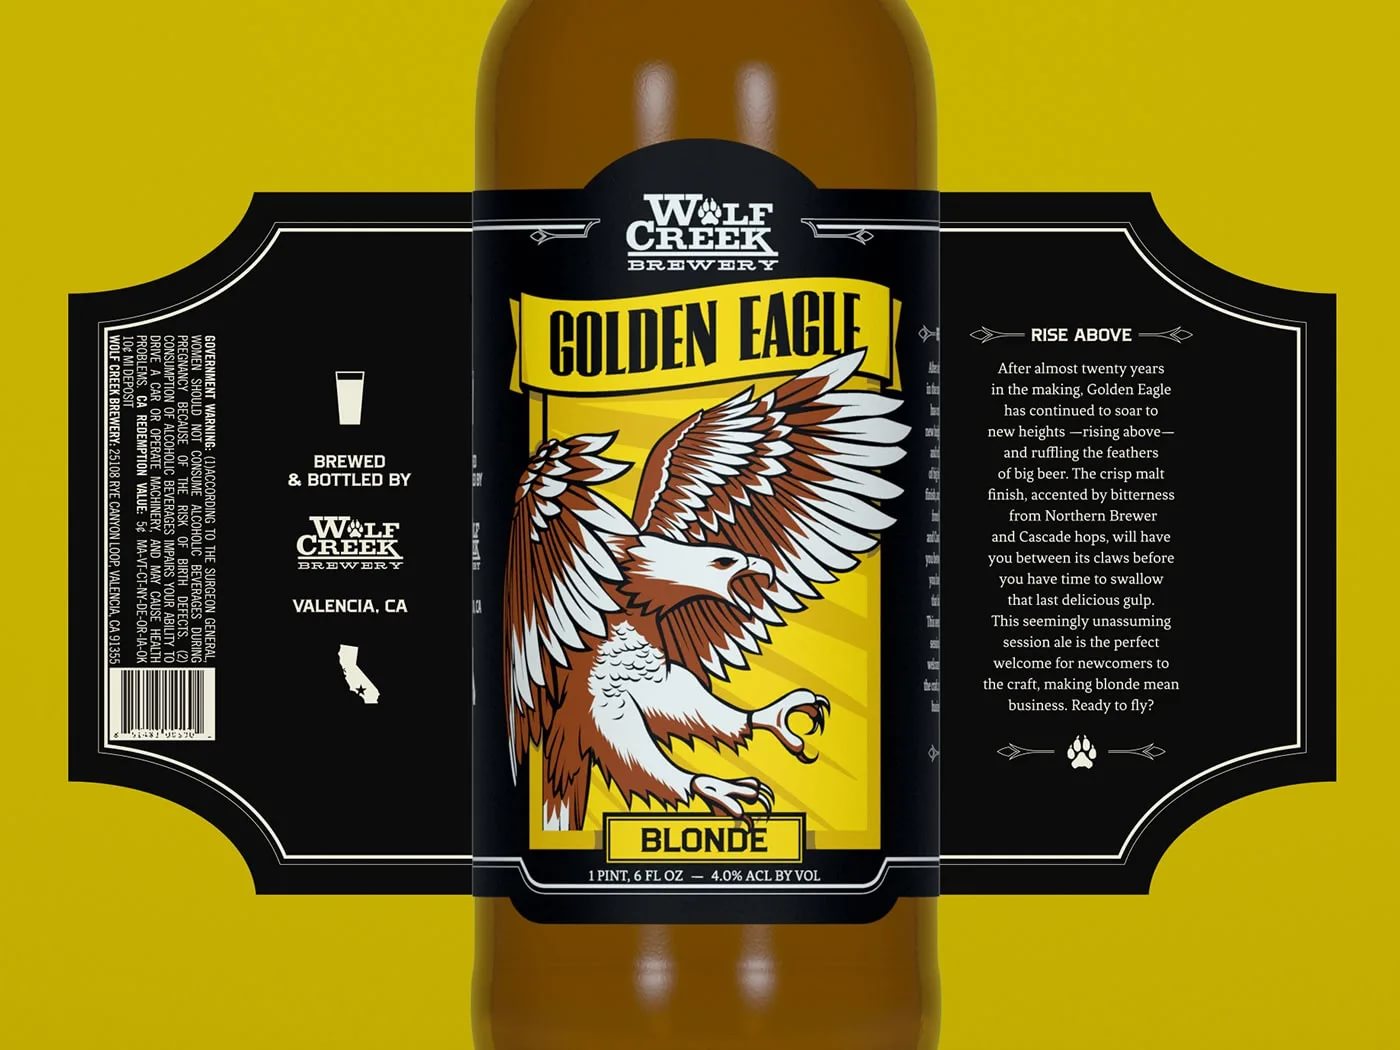 GOVERNMENT WARNING: (1)ACCORDING TO THE SURGEON GENERAL,
WOMEN SHOULD NOT CONSUME ALCOHOLIC BEVERAGES DURING
PREGNANCY BECAUSE OF THE RISK OF BIRTH DEFECTS. (2)
CONSUMPTION OF ALCOHOLIC BEVERAGES IMPAIRS YOUR ABILITY TO
DRIVE A CAR OR OPERATE MACHINERY AND MAY CAUSE HEALTH
PROBLEMS. CA REDEMPTION VALUE: 5¢ MA-VT-CT-NY-DE-OR-IA-OK
10¢ MI DEPOSIT
WOLF CREEK BREWERY: 25108 RYE CANYON LOOP, VALENCIA, CA 91355
BREWED
& BOTTLED BY
WOLF
CREEK
BREWERY
VALENCIA, CA
WOLF
CREEK
BREWERY
GOLDEN EAGLE
BLONDE
1 PINT, 6 FL OZ — 4.0% ACL BY VOL
RISE ABOVE
After almost twenty years
in the making, Golden Eagle
has continued to soar to
new heights —rising above—
and ruffling the feathers
of big beer. The crisp malt
finish, accented by bitterness
from Northern Brewer
and Cascade hops, will have
you between its claws before
you have time to swallow
that last delicious gulp.
This seemingly unassuming
session ale is the perfect
welcome for newcomers to
the craft, making blonde mean
business. Ready to fly?